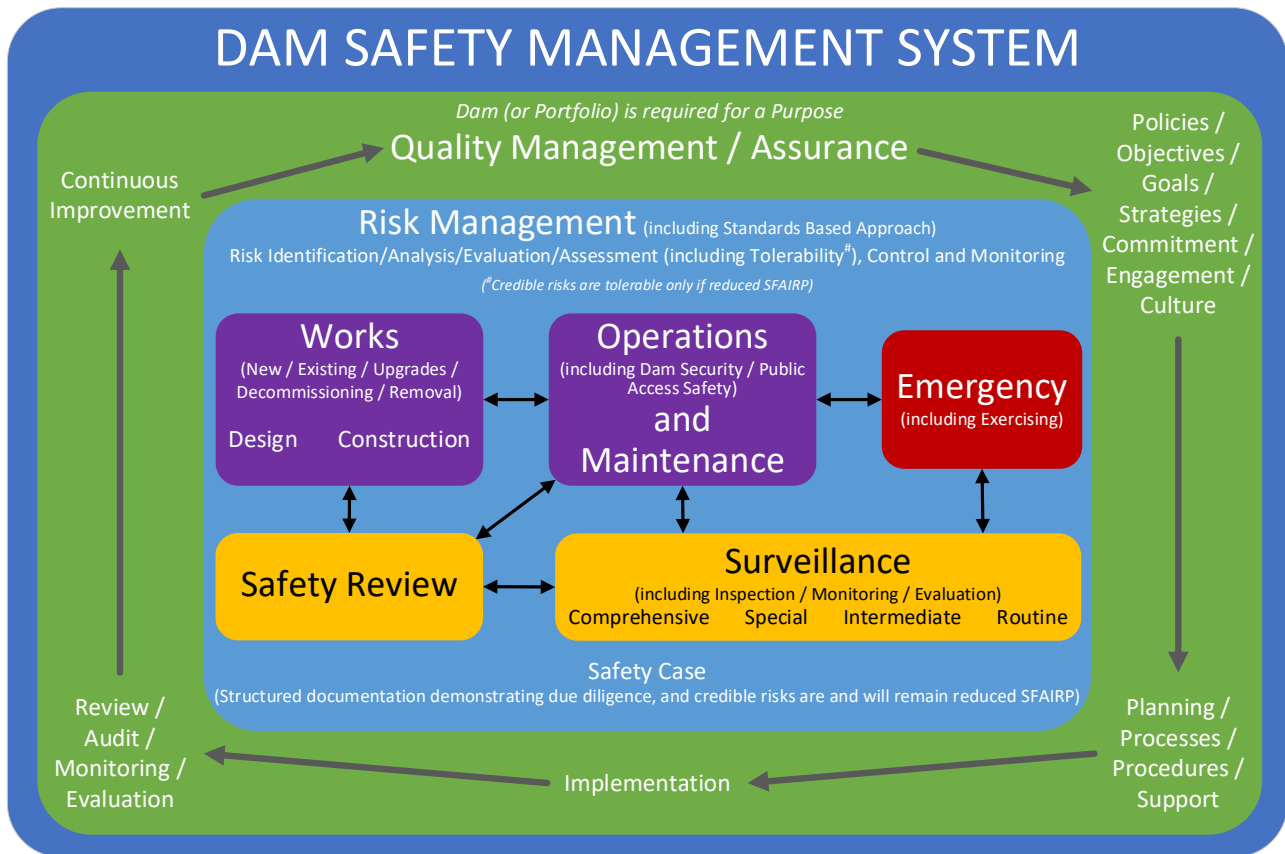 DAM SAFETY MANAGEMENT SYSTEM
Dam (or Portfolio) is required for a Purpose
Quality Management / Assurance
Policies /
Objectives /
Goals /
Strategies /
Commitment /
Engagement /
Culture
Continuous
Improvement
Risk Management (including Standards Based Approach)
Risk Identification/Analysis/Evaluation/Assessment (including Tolerability#), Control and Monitoring
(#Credible risks are tolerable only if reduced SFAIRP)
Works
(New / Existing / Upgrades /
Decommissioning / Removal)
Design Construction
Operations
(including Dam Security / Public
Access Safety)
and
Maintenance
Emergency
(including Exercising)
Safety Review
Surveillance
(including Inspection / Monitoring / Evaluation)
Comprehensive Special Intermediate Routine
Safety Case
(Structured documentation demonstrating due diligence, and credible risks are and will remain reduced SFAIRP)
Review /
Audit /
Monitoring /
Evaluation
Implementation
Planning /
Processes /
Procedures /
Support